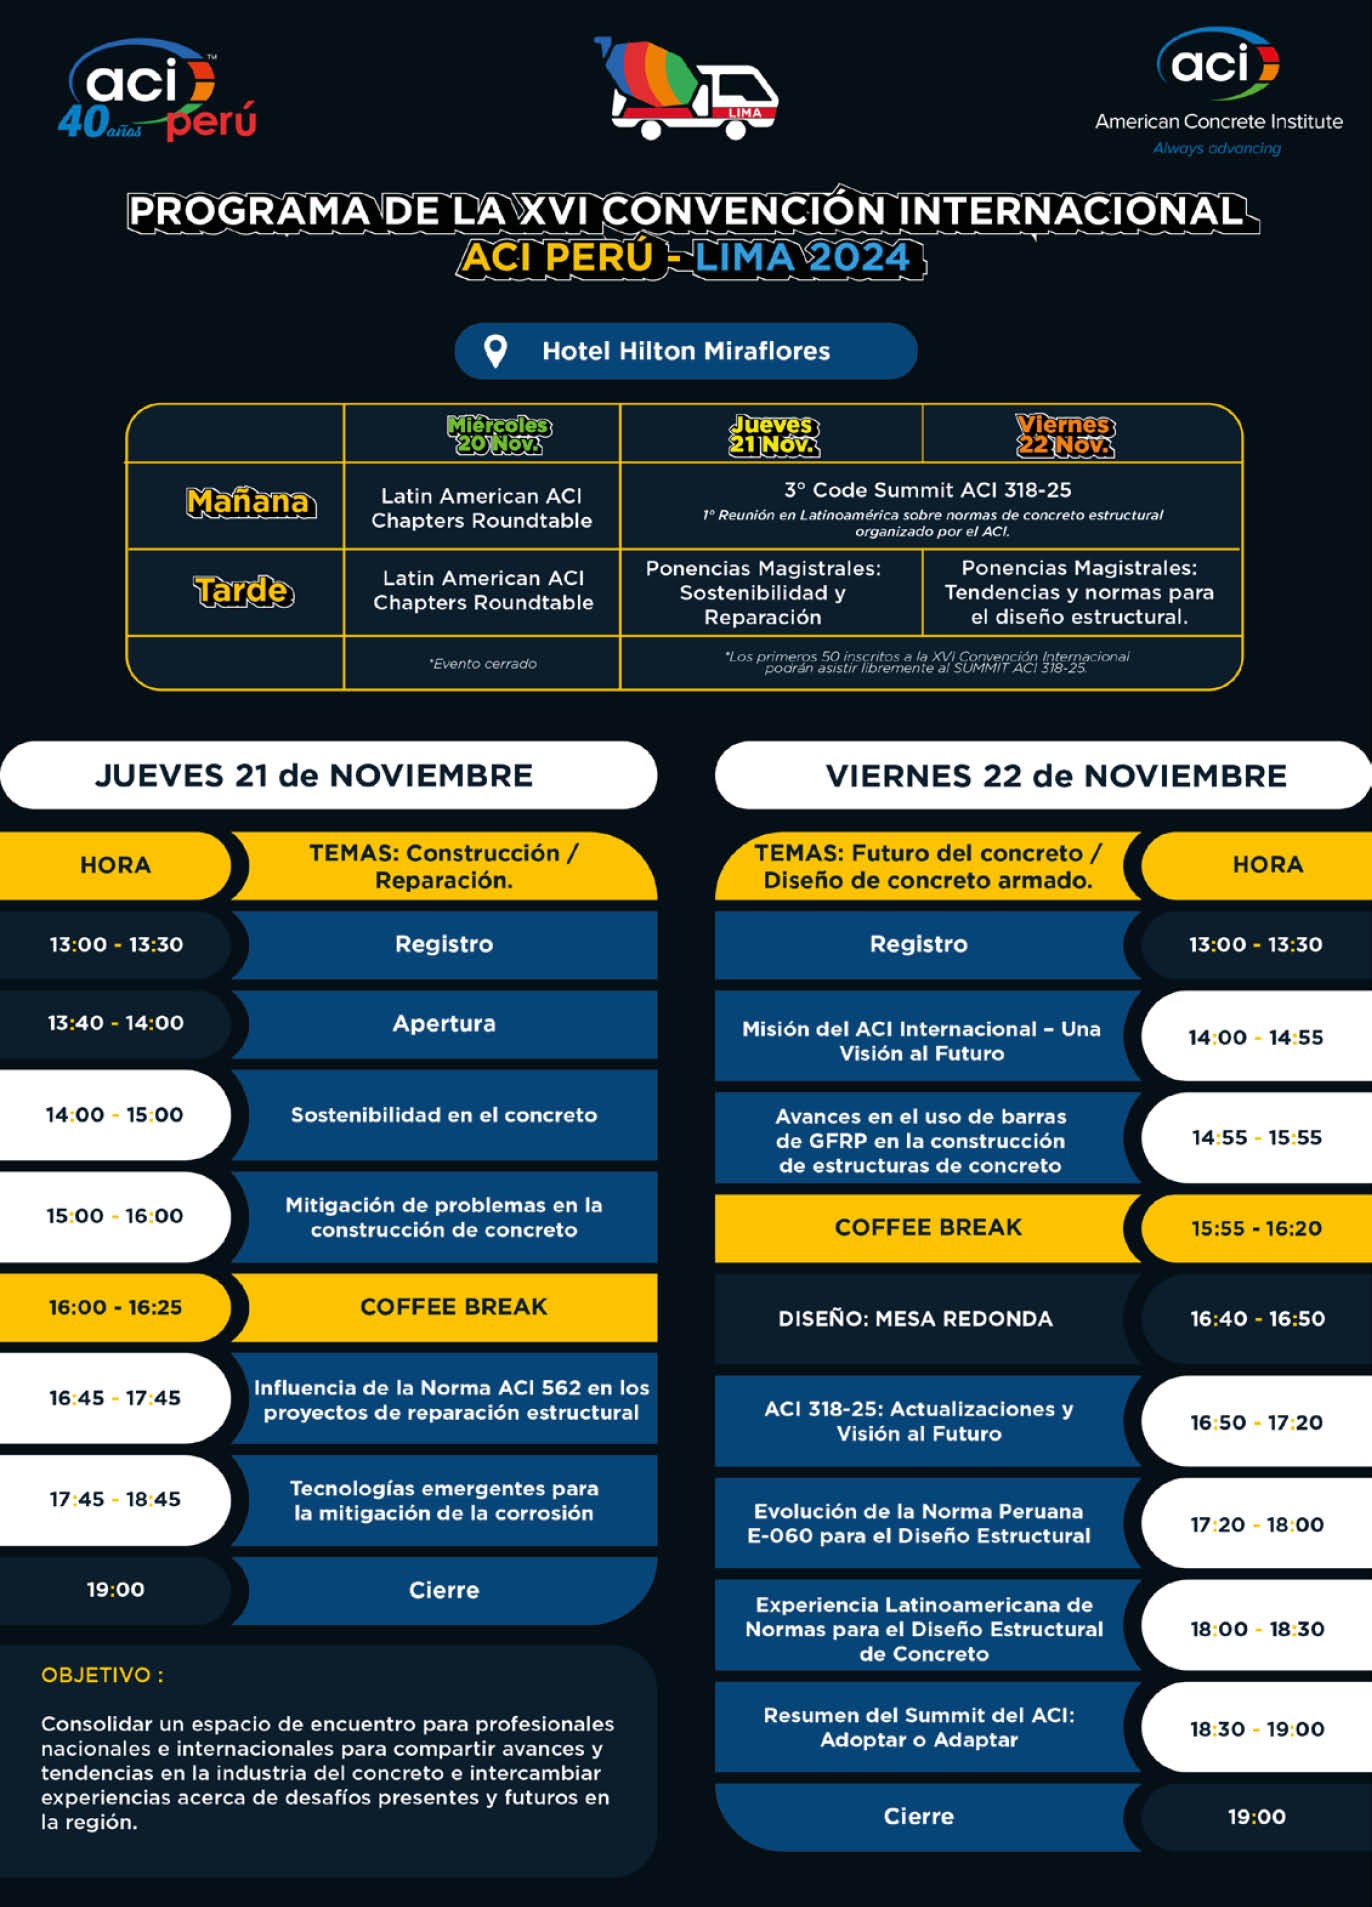 aci™
40 años perú
LIMA
aci
American Concrete Institute
Always advancing
PROGRAMA DE LA XVI CONVENCIÓN INTERNACIONAL
ACI PERÚ - LIMA 2024
Hotel Hilton Miraflores
Miércoles
20 Nov.
Jueves
21 Nov.
Viernes
22 Nov.
Mañana
Latin American ACI
Chapters Roundtable
3° Code Summit ACI 318-25
1° Reunión en Latinoamérica sobre normas de concreto estructural
organizado por el ACI.
Tarde
Latin American ACI
Chapters Roundtable
Ponencias Magistrales:
Sostenibilidad y
Reparación
Ponencias Magistrales:
Tendencias y normas para
el diseño estructural.
*Evento cerrado
*Los primeros 50 inscritos a la XVI Convención Internacional
podrán asistir libremente al SUMMIT ACI 318-25.
JUEVES 21 de NOVIEMBRE
HORA
TEMAS: Construcción /
Reparación.
13:00 - 13:30
Registro
13:40 - 14:00
Apertura
14:00 - 15:00
Sostenibilidad en el concreto
15:00 - 16:00
Mitigación de problemas en la
construcción de concreto
16:00 - 16:25
COFFEE BREAK
16:45 - 17:45
Influencia de la Norma ACI 562 en los
proyectos de reparación estructural
17:45 - 18:45
Tecnologías emergentes para
la mitigación de la corrosión
19:00
Cierre
OBJETIVO :
Consolidar un espacio de encuentro para profesionales
nacionales e internacionales para compartir avances y
tendencias en la industria del concreto e intercambiar
experiencias acerca de desafíos presentes y futuros en
la región.
VIERNES 22 de NOVIEMBRE
TEMAS: Futuro del concreto /
Diseño de concreto armado.
HORA
Registro
13:00 - 13:30
Misión del ACI Internacional – Una
Visión al Futuro
14:00 - 14:55
Avances en el uso de barras
de GFRP en la construcción
de estructuras de concreto
14:55 - 15:55
COFFEE BREAK
15:55 - 16:20
DISEÑO: MESA REDONDA
16:40 - 16:50
ACI 318-25: Actualizaciones y
Visión al Futuro
16:50 - 17:20
Evolución de la Norma Peruana
E-060 para el Diseño Estructural
17:20 - 18:00
Experiencia Latinoamericana de
Normas para el Diseño Estructural
de Concreto
18:00 - 18:30
Resumen del Summit del ACI:
Adoptar o Adaptar
18:30 - 19:00
Cierre
19:00